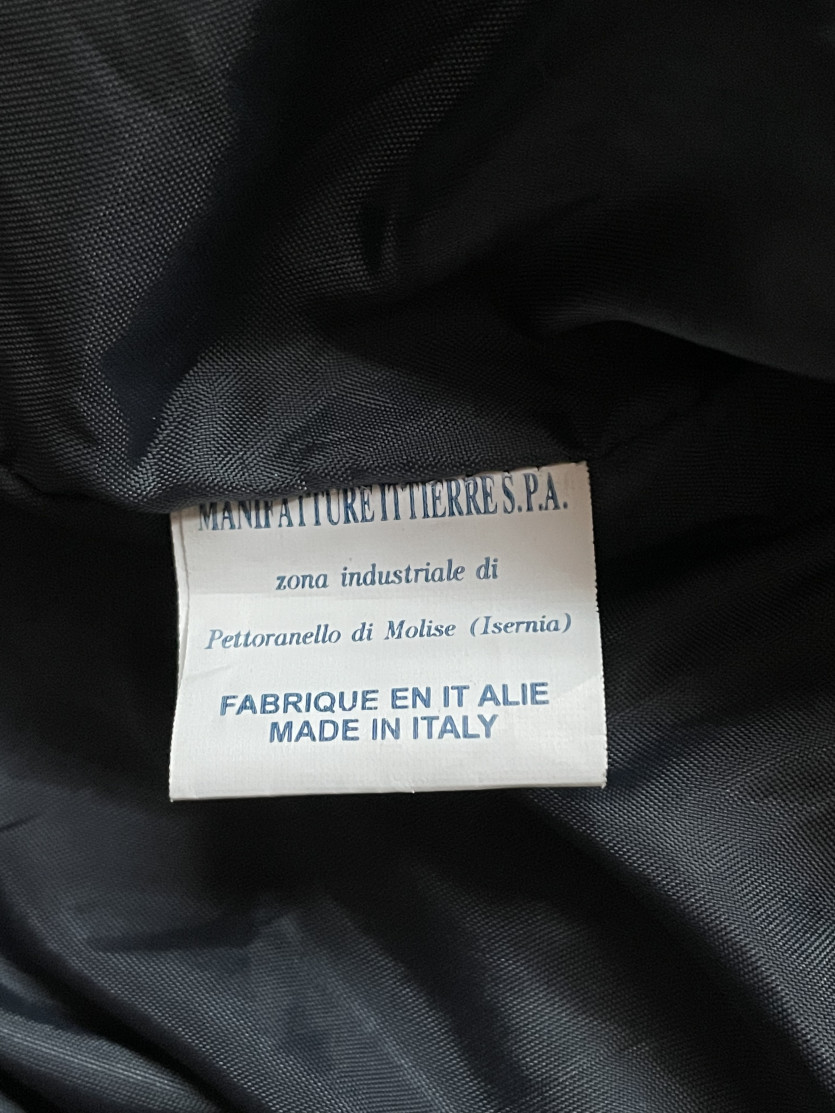 MANIFATTURE ITTIERRE S.P.A.
zona industriale di
Pettoranello di Molise (Isernia)
FABRIQUE EN IT ALIE
MADE IN ITALY